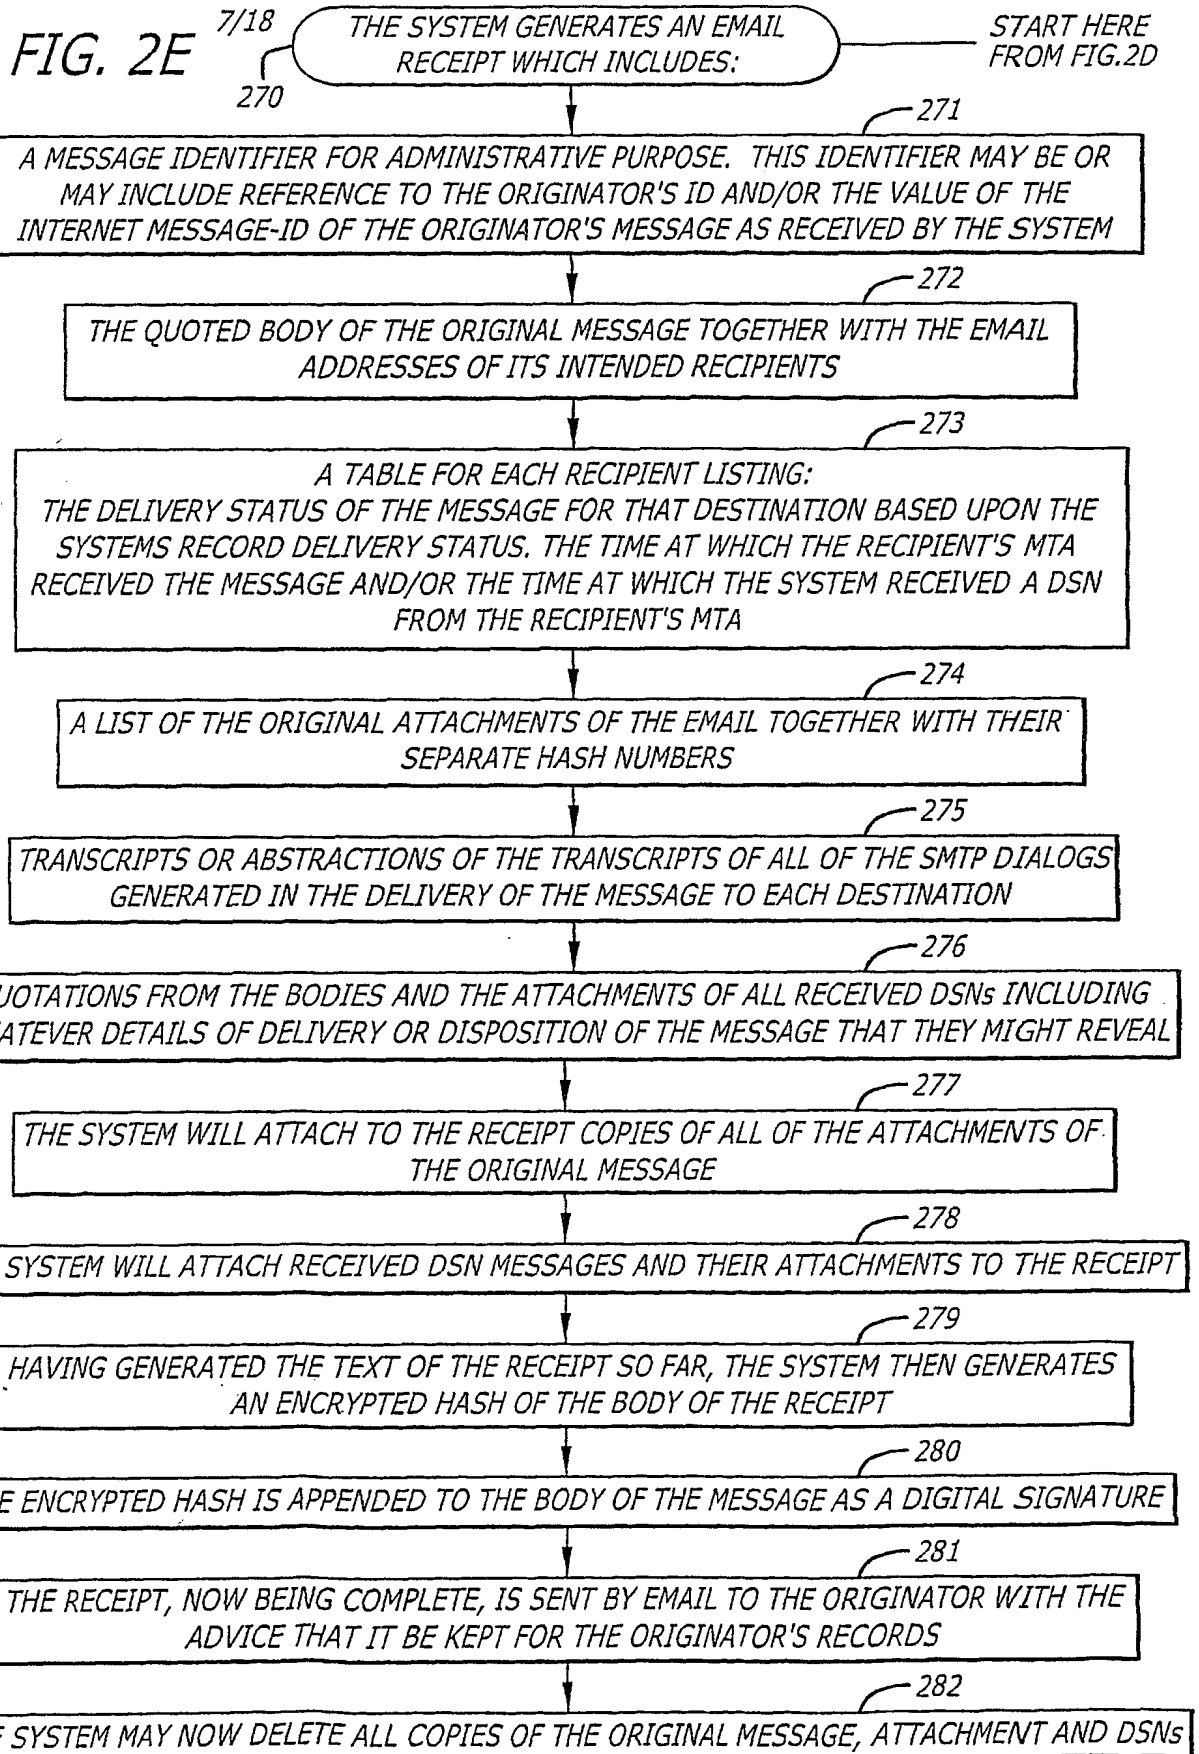 FIG. 2E
7/18
270
THE SYSTEM GENERATES AN EMAIL
RECEIPT WHICH INCLUDES:
START HERE
FROM FIG.2D
271
A MESSAGE IDENTIFIER FOR ADMINISTRATIVE PURPOSE. THIS IDENTIFIER MAY BE OR
MAY INCLUDE REFERENCE TO THE ORIGINATOR'S ID AND/OR THE VALUE OF THE
INTERNET MESSAGE-ID OF THE ORIGINATOR'S MESSAGE AS RECEIVED BY THE SYSTEM
272
THE QUOTED BODY OF THE ORIGINAL MESSAGE TOGETHER WITH THE EMAIL
ADDRESSES OF ITS INTENDED RECIPIENTS
273
A TABLE FOR EACH RECIPIENT LISTING:
THE DELIVERY STATUS OF THE MESSAGE FOR THAT DESTINATION BASED UPON THE
SYSTEMS RECORD DELIVERY STATUS. THE TIME AT WHICH THE RECIPIENT'S MTA
RECEIVED THE MESSAGE AND/OR THE TIME AT WHICH THE SYSTEM RECEIVED A DSN
FROM THE RECIPIENT'S MTA
274
A LIST OF THE ORIGINAL ATTACHMENTS OF THE EMAIL TOGETHER WITH THEIR
SEPARATE HASH NUMBERS
275
TRANSCRIPTS OR ABSTRACTIONS OF THE TRANSCRIPTS OF ALL OF THE SMTP DIALOGS
GENERATED IN THE DELIVERY OF THE MESSAGE TO EACH DESTINATION
276
UOTATIONS FROM THE BODIES AND THE ATTACHMENTS OF ALL RECEIVED DSNs INCLUDING
ATEVER DETAILS OF DELIVERY OR DISPOSITION OF THE MESSAGE THAT THEY MIGHT REVEAL
277
THE SYSTEM WILL ATTACH TO THE RECEIPT COPIES OF ALL OF THE ATTACHMENTS OF
THE ORIGINAL MESSAGE
278
SYSTEM WILL ATTACH RECEIVED DSN MESSAGES AND THEIR ATTACHMENTS TO THE RECEIPT
279
HAVING GENERATED THE TEXT OF THE RECEIPT SO FAR, THE SYSTEM THEN GENERATES
AN ENCRYPTED HASH OF THE BODY OF THE RECEIPT
280
E ENCRYPTED HASH IS APPENDED TO THE BODY OF THE MESSAGE AS A DIGITAL SIGNATURE
281
THE RECEIPT, NOW BEING COMPLETE, IS SENT BY EMAIL TO THE ORIGINATOR WITH THE
ADVICE THAT IT BE KEPT FOR THE ORIGINATOR'S RECORDS
282
SYSTEM MAY NOW DELETE ALL COPIES OF THE ORIGINAL MESSAGE, ATTACHMENT AND DSNs